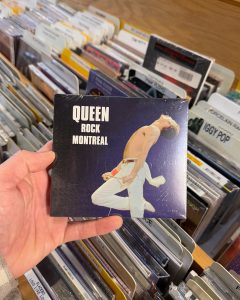 QUEEN
ROCK
MONTREAL
IGGY POP